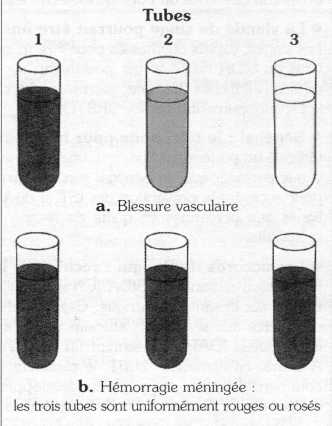 Tubes
1 2 3
a. Blessure vasculaire
b. Hémorragie méningée :
les trois tubes sont uniformément rouges ou rosés